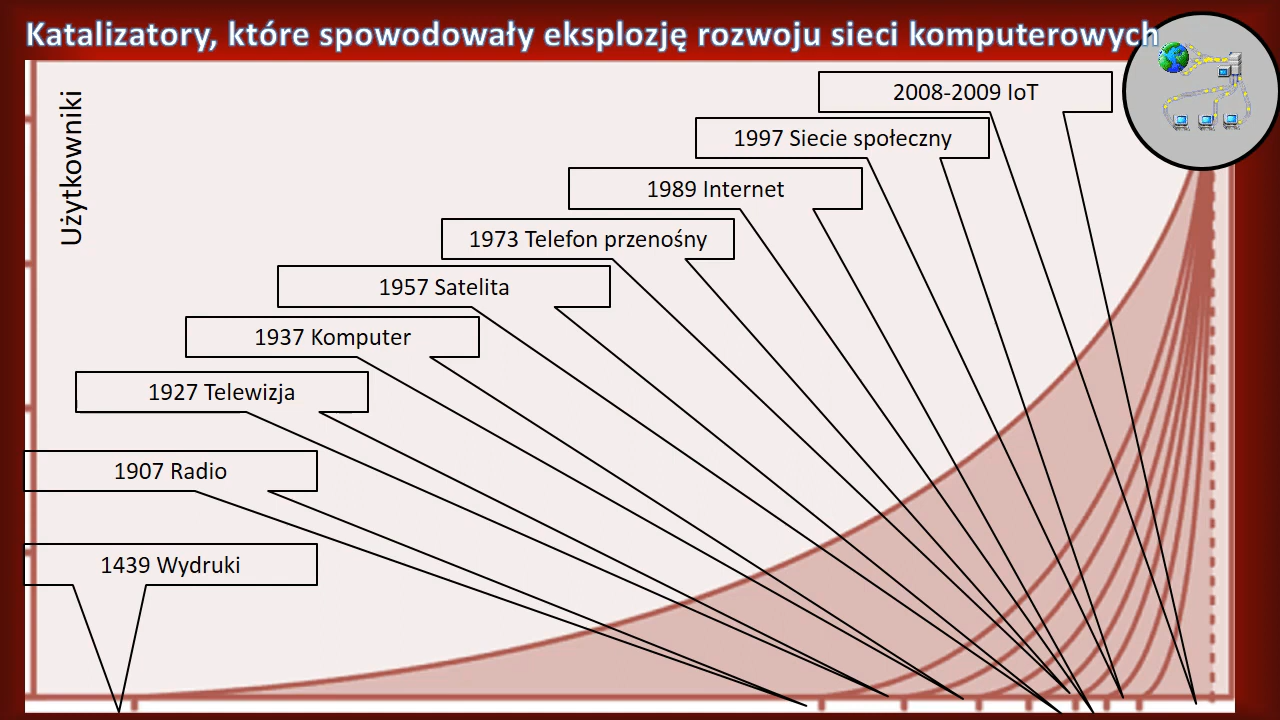 Katalizatory, które spowodowały eksplozję rozwoju sieci komputerowych
Użytkowniki
2008-2009 IoT
1997 Siecie społeczny
1989 Internet
1973 Telefon przenośny
1957 Satelita
1937 Komputer
1927 Telewizja
1907 Radio
1439 Wydruki